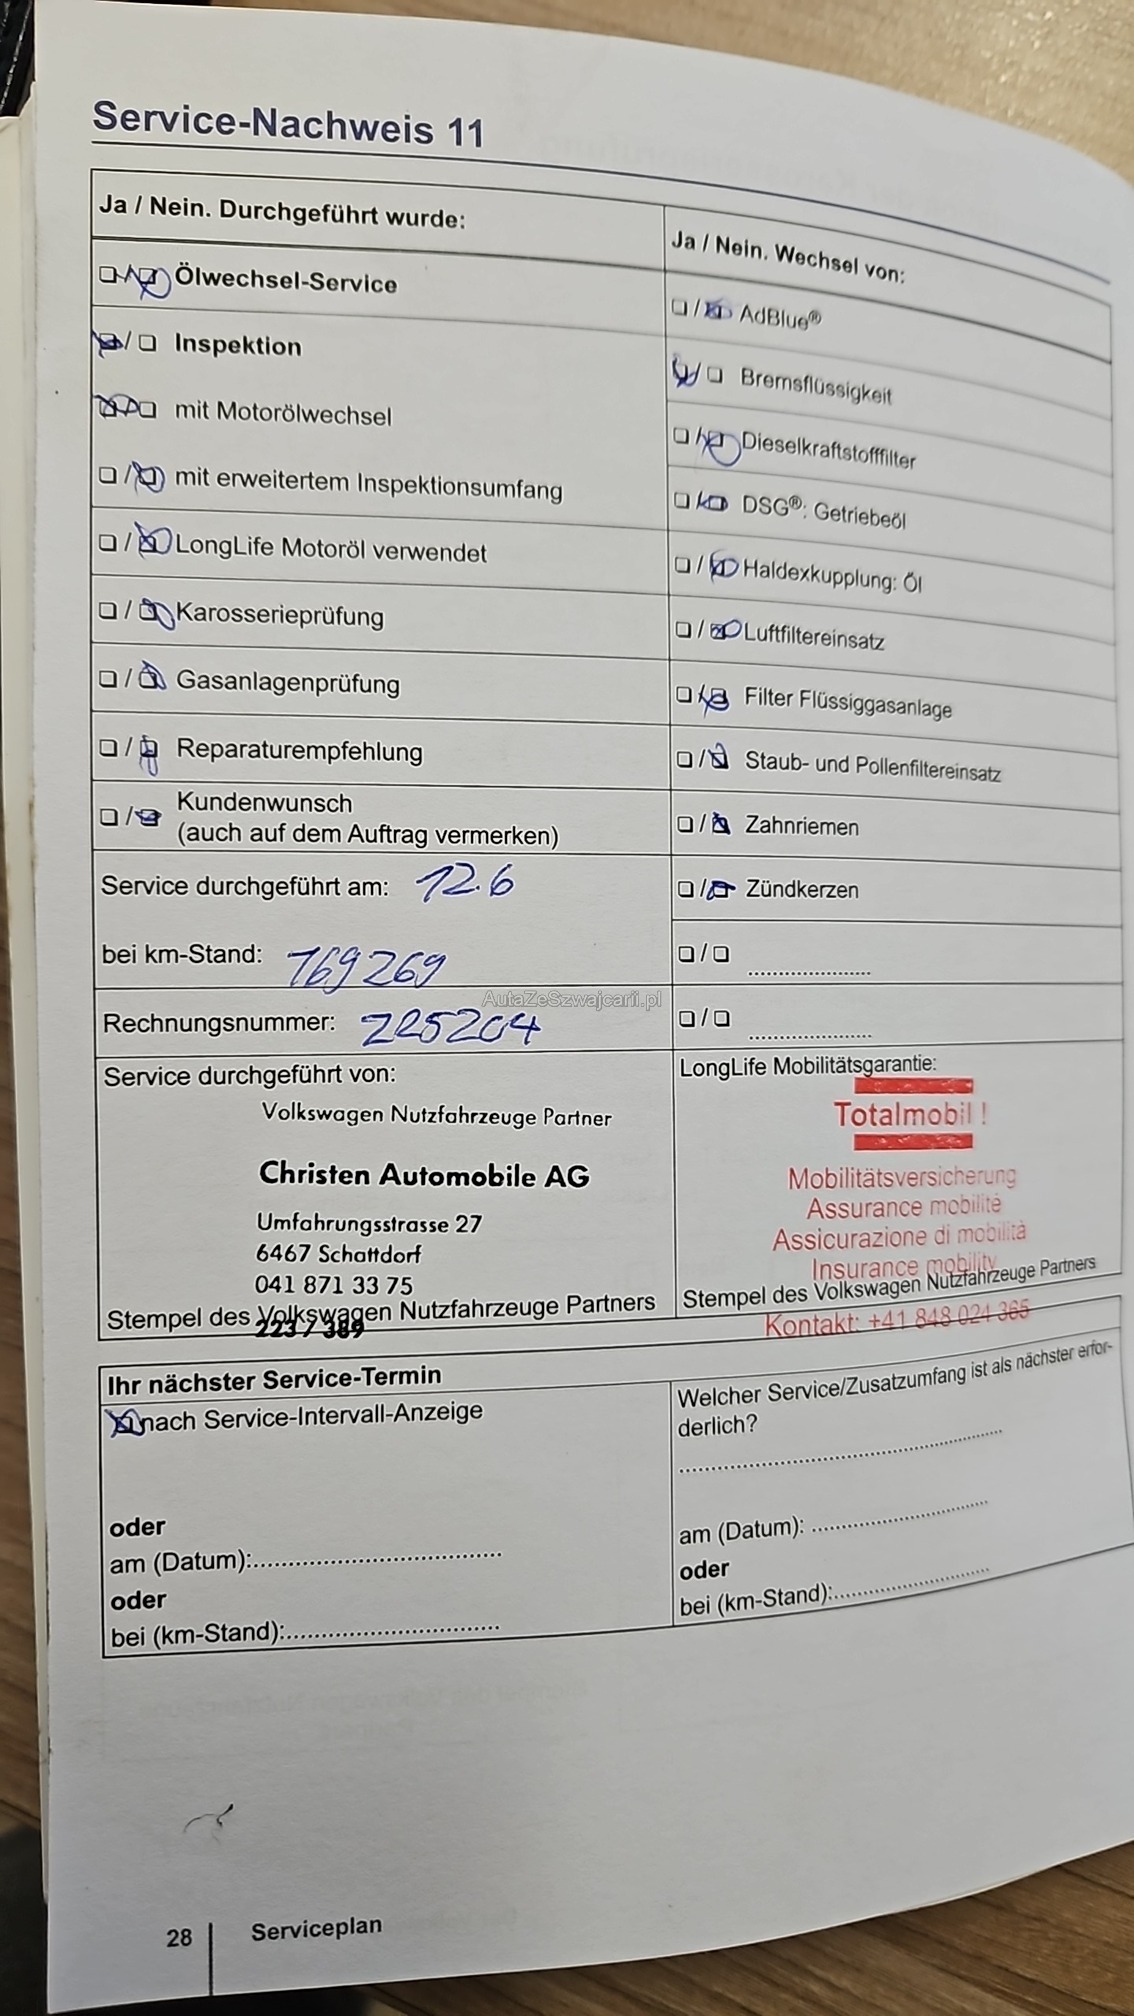 Service-Nachweis 11
Ja / Nein. Durchgeführt wurde:
☐ / ☒ Ölwechsel-Service
☒ / ☐ Inspektion
☒ / ☐ mit Motorölwechsel
☐ / ☒ mit erweitertem Inspektionsumfang
☐ / ☒ LongLife Motoröl verwendet
☐ / ☒ Karosserieprüfung
☐ / ☒ Gasanlagenprüfung
☐ / ☒ Reparaturempfehlung
☐ / ☒ Kundenwunsch
(auch auf dem Auftrag vermerken)
Service durchgeführt am: 12.6
bei km-Stand: 169269
Rechnungsnummer: 225204
Service durchgeführt von:
Volkswagen Nutzfahrzeuge Partner
Christen Automobile AG
Umfahrungsstrasse 27
6467 Schattdorf
041 871 33 75
Stempel des Volkswagen Nutzfahrzeuge Partners
223 / 389
Ja / Nein. Wechsel von:
☐ / ☒ AdBlue®
☒ / ☐ Bremsflüssigkeit
☐ / ☒ Dieselkraftstofffilter
☐ / ☒ DSG®: Getriebeöl
☐ / ☒ Haldexkupplung: Öl
☐ / ☒ Luftfiltereinsatz
☐ / ☒ Filter Flüssiggasanlage
☐ / ☒ Staub- und Pollenfiltereinsatz
☐ / ☒ Zahnriemen
☐ / ☒ Zündkerzen
☐ / ☐ ....................
☐ / ☐ ....................
AutaZeSzwajcarii.pl
LongLife Mobilitätsgarantie:
Totalmobil !
Mobilitätsversicherung
Assurance mobilité
Assicurazione di mobilità
Insurance mobility
Stempel des Volkswagen Nutzfahrzeuge Partners
Kontakt: +41 848 024 365
Ihr nächster Service-Termin
☒ nach Service-Intervall-Anzeige
oder
am (Datum):....................
oder
bei (km-Stand):....................
Welcher Service/Zusatzumfang ist als nächster erfor-
derlich?
....................
am (Datum): ....................
oder
bei (km-Stand):....................
28 Serviceplan